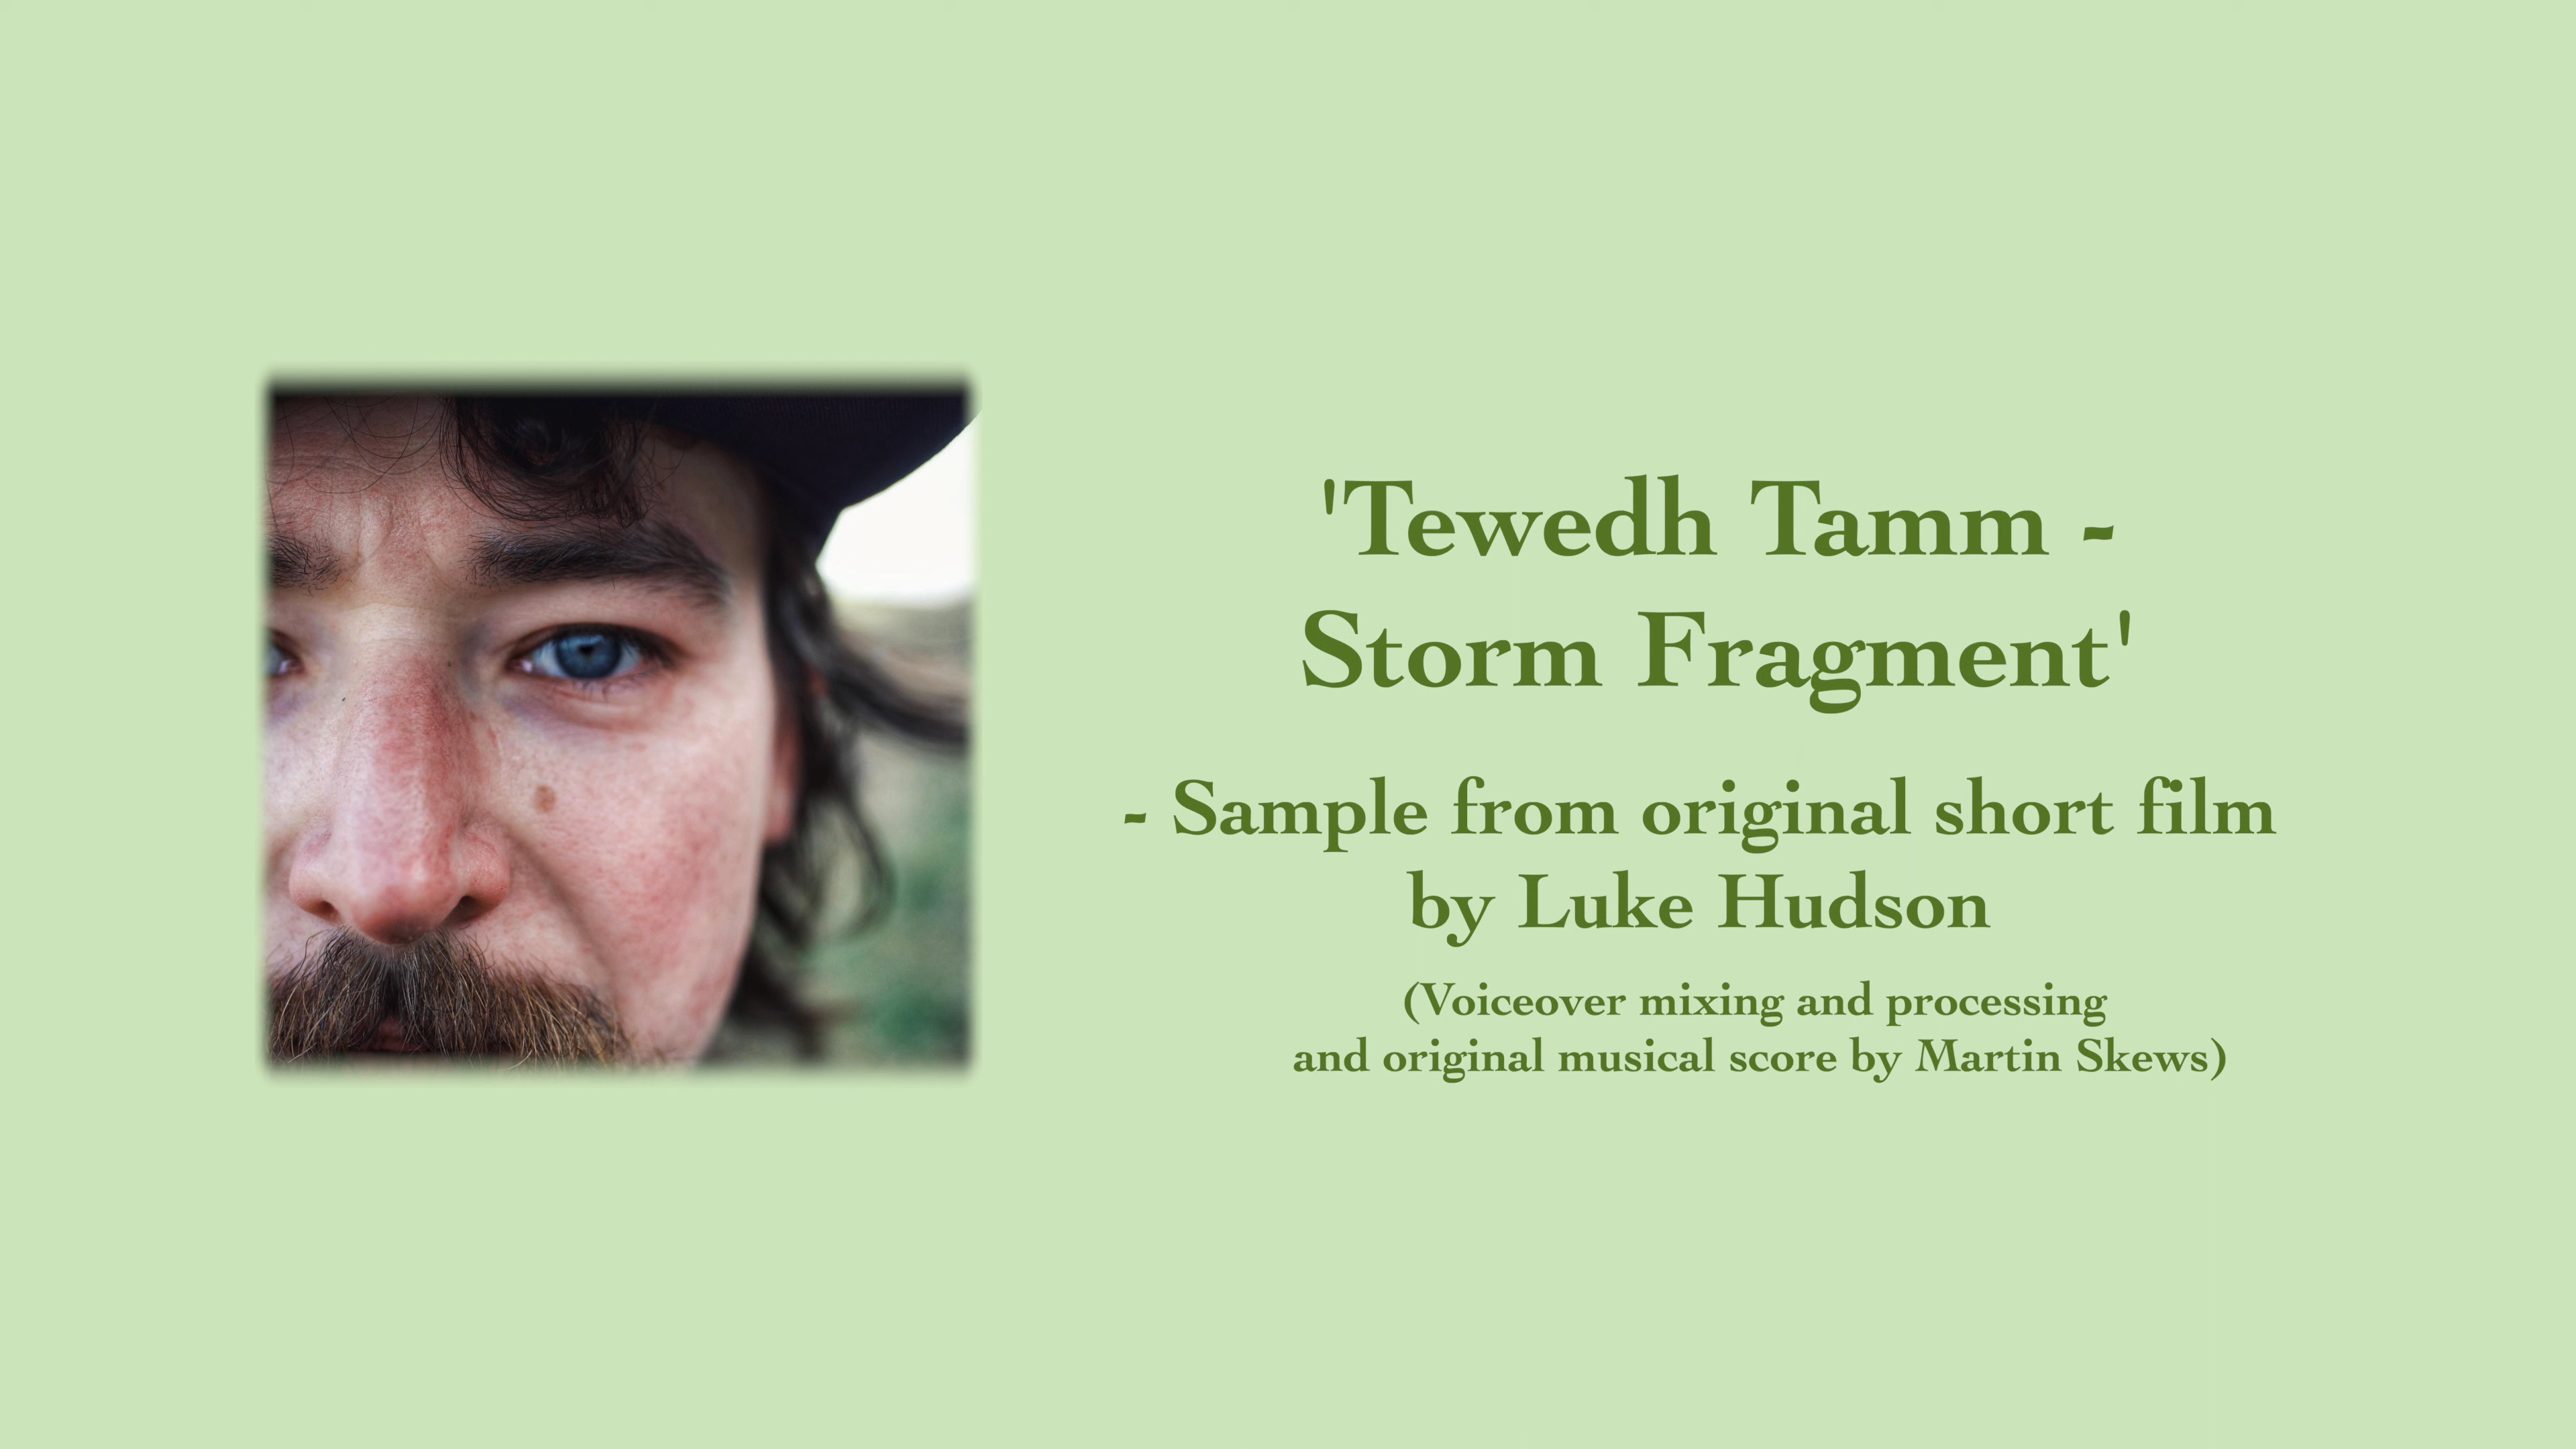 'Tewedh Tamm -
Storm Fragment'
- Sample from original short film
by Luke Hudson
(Voiceover mixing and processing
and original musical score by Martin Skews)